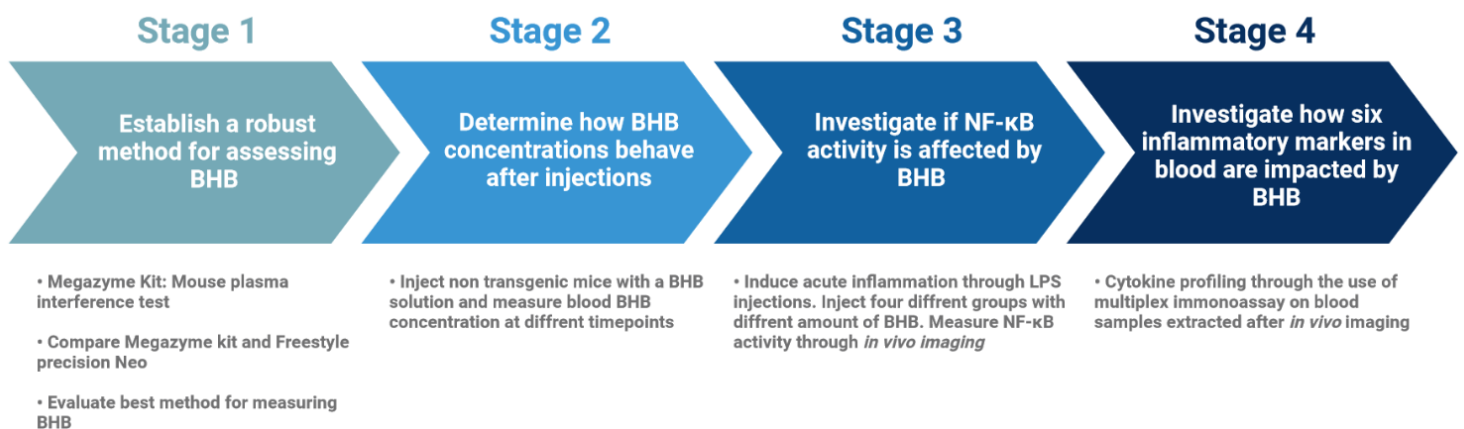 Stage 1
Establish a robust
method for assessing
BHB
• Megazyme Kit: Mouse plasma
interference test
• Compare Megazyme kit and Freestyle
precision Neo
• Evaluate best method for measuring
BHB
Stage 2
Determine how BHB
concentrations behave
after injections
• Inject non transgenic mice with a BHB
solution and measure blood BHB
concentration at diffrent timepoints
Stage 3
Investigate if NF-κB
activity is affected by
BHB
• Induce acute inflammation through LPS
injections. Inject four diffrent groups with
diffrent amount of BHB. Measure NF-κB
activity through in vivo imaging
Stage 4
Investigate how six
inflammatory markers in
blood are impacted by
BHB
• Cytokine profiling through the use of
multiplex immonoassay on blood
samples extracted after in vivo imaging